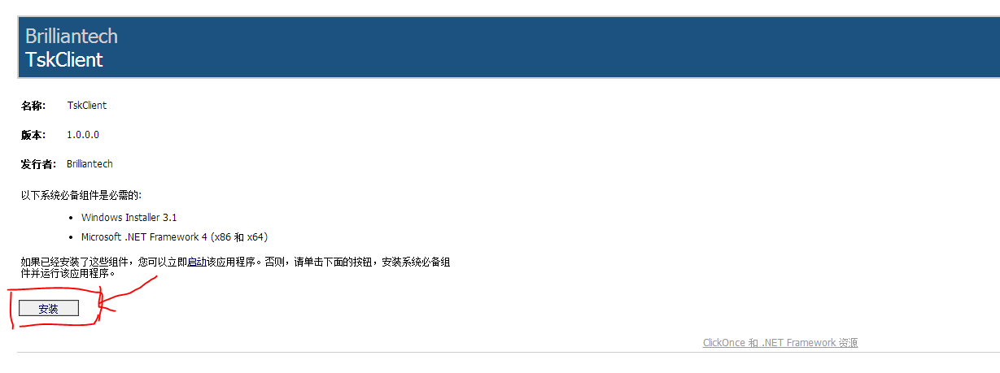 Brilliantech
TskClient
名称: TskClient
版本: 1.0.0.0
发行者: Brilliantech
以下系统必备组件是必需的:
• Windows Installer 3.1
• Microsoft .NET Framework 4 (x86 和 x64)
如果已经安装了这些组件，您可以立即启动该应用程序。否则，请单击下面的按钮，安装系统必备组
件并运行该应用程序。
安装
ClickOnce 和 .NET Framework 资源